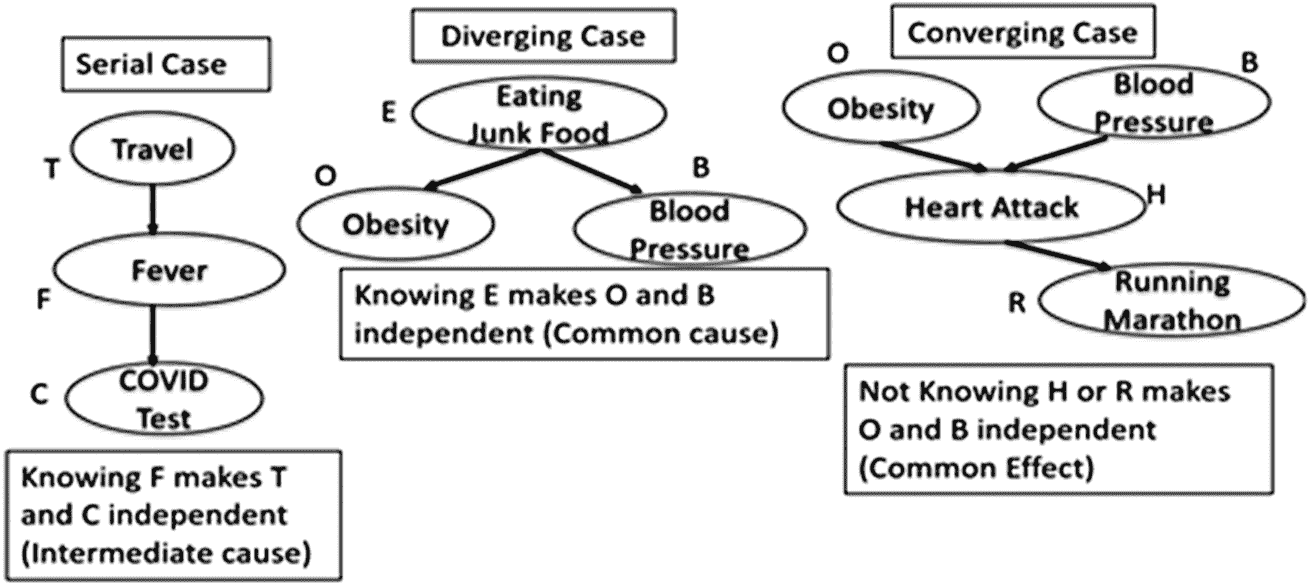 Serial Case
Travel
T
Fever
F
COVID
Test
C
Knowing F makes T
and C independent
(Intermediate cause)
Diverging Case
Eating
Junk Food
E
O
B
Obesity
Blood
Pressure
Knowing E makes O and B
independent (Common cause)
Converging Case
O
B
Obesity
Blood
Pressure
Heart Attack
H
Running
Marathon
R
Not Knowing H or R makes
O and B independent
(Common Effect)